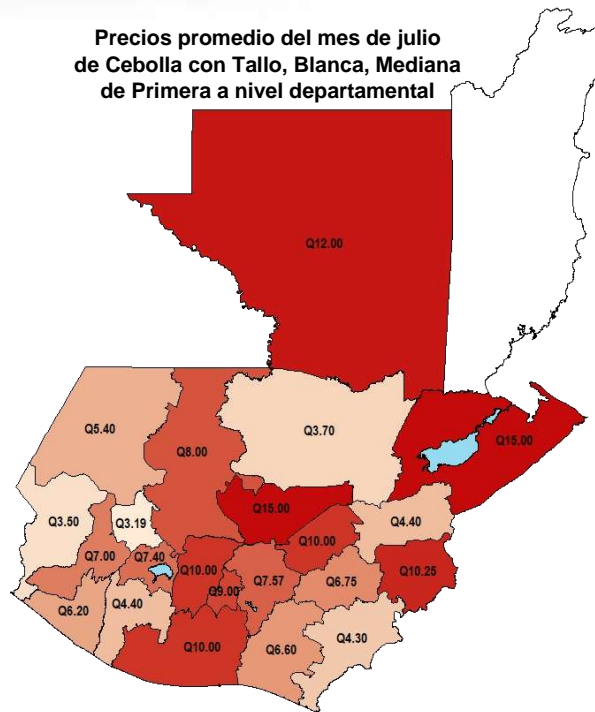 Precios promedio del mes de julio
de Cebolla con Tallo, Blanca, Mediana
de Primera a nivel departamental
Q12.00
Q5.40
Q3.70
Q8.00
Q15.00
Q3.50
Q3.19
Q15.00
Q4.40
Q7.00
Q7.40
Q10.00
Q10.00
Q9.00
Q7.57
Q6.75
Q10.25
Q6.20
Q4.40
Q10.00
Q6.60
Q4.30